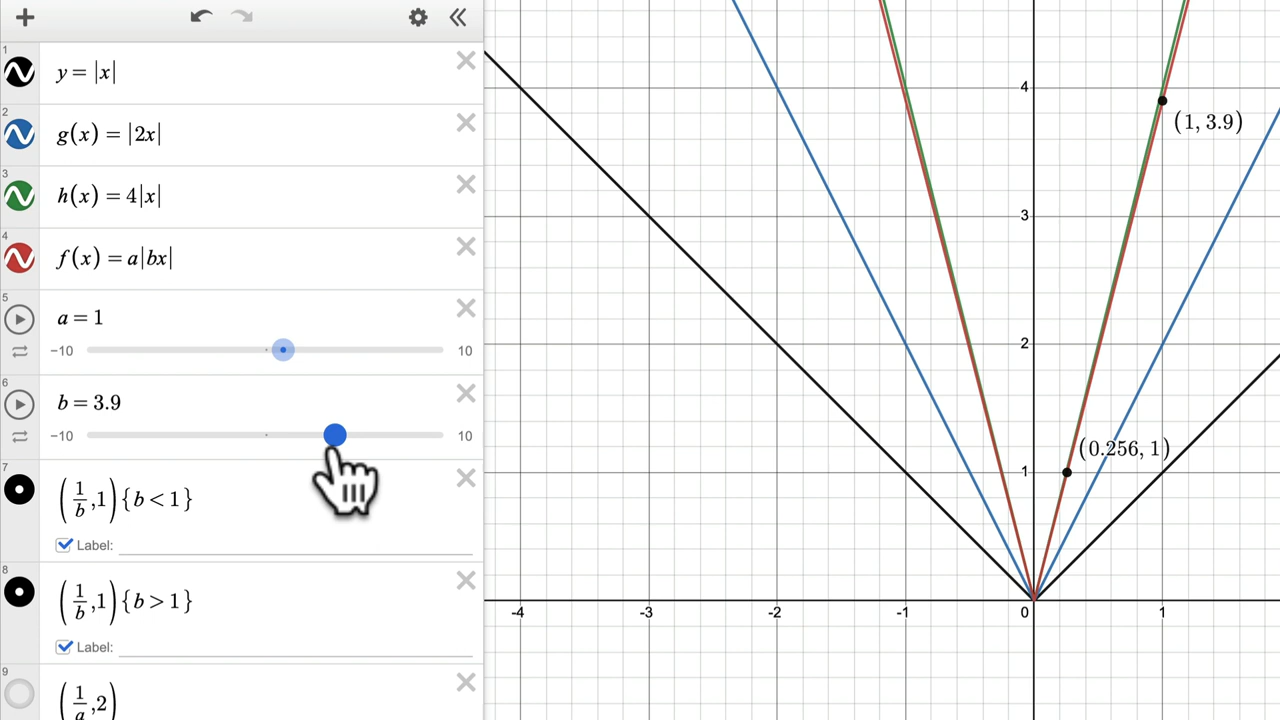 1
y = |x|
2
g(x) = |2x|
3
h(x) = 4|x|
4
f(x) = a|bx|
5
a = 1
−10 10
6
b = 3.9
−10 10
7
(1/b, 1) {b < 1}
Label:
8
(1/b, 1) {b > 1}
Label:
9
(1/a, 2)
4
(1, 3.9)
3
2
(0.256, 1)
1
-4 -3 -2 -1 0 1